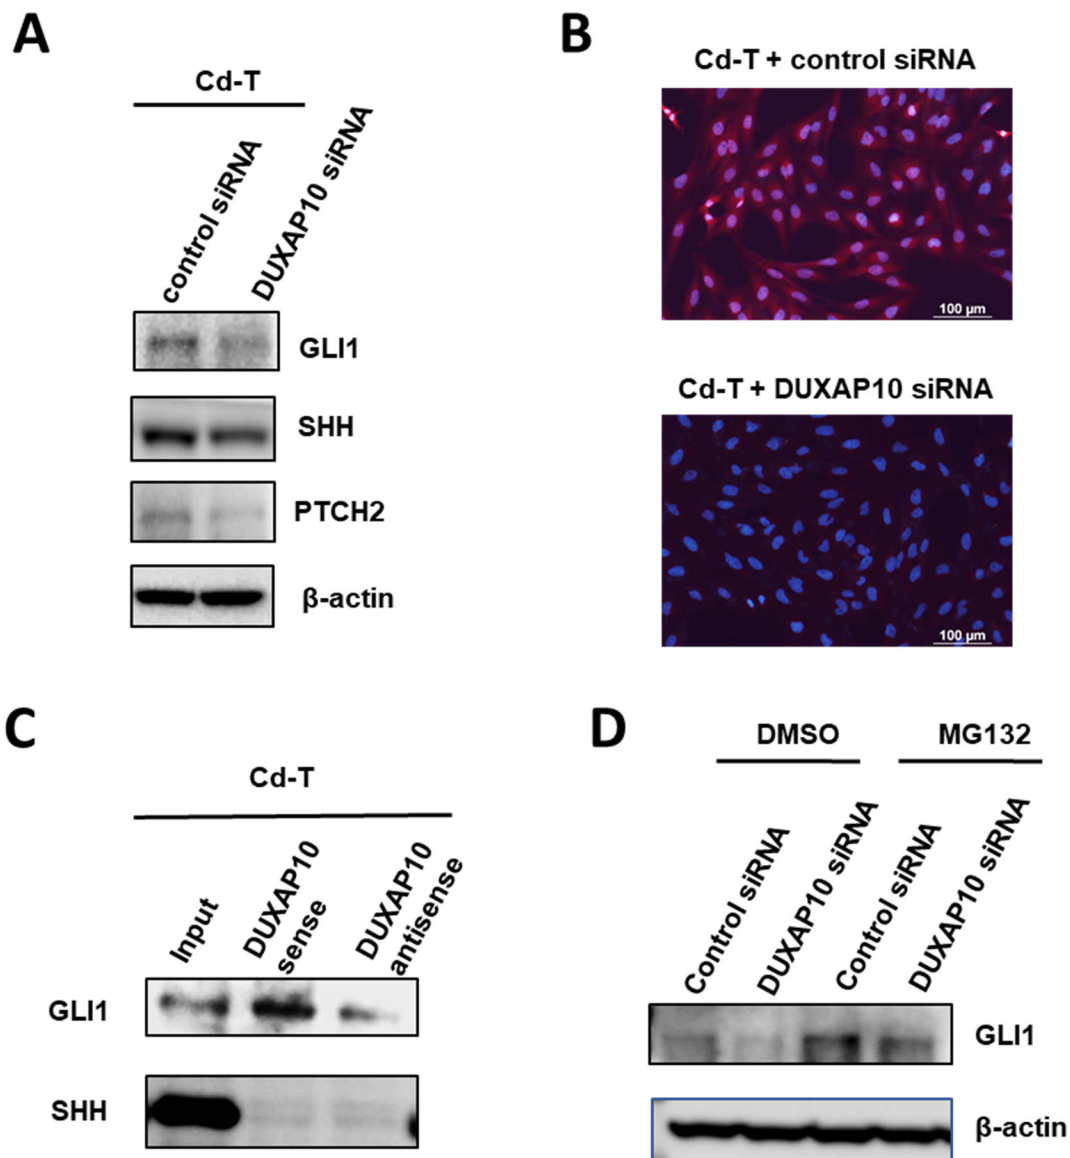 A
Cd-T
control siRNA
DUXAP10 siRNA
GLI1
SHH
PTCH2
β-actin
B
Cd-T + control siRNA
100 µm
Cd-T + DUXAP10 siRNA
100 µm
C
Cd-T
Input
DUXAP10
sense
DUXAP10
antisense
GLI1
SHH
D
DMSO
MG132
Control siRNA
DUXAP10 siRNA
Control siRNA
DUXAP10 siRNA
GLI1
β-actin